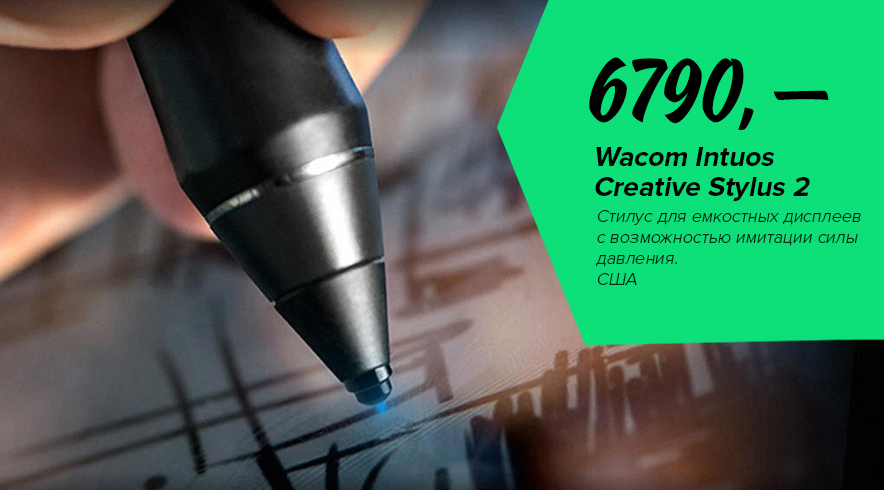 6790,—
Wacom Intuos
Creative Stylus 2
Стилус для емкостных дисплеев
с возможностью имитации силы
давления.
США